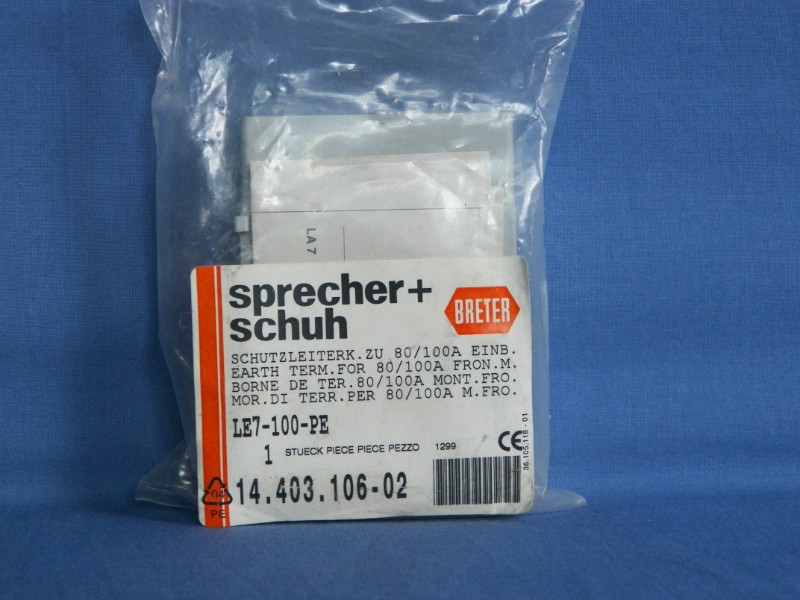 LA 7
sprecher+
schuh
BRETER
SCHUTZLEITERK.ZU 80/100A EINB.
EARTH TERM.FOR 80/100A FRON.M.
BORNE DE TER.80/100A MONT.FRO.
MOR.DI TERR.PER 80/100A M.FRO.
LE7-100-PE
1 STUECK PIECE PIECE PEZZO 1299
CE
36.105.118-01
04
PE
14.403.106-02